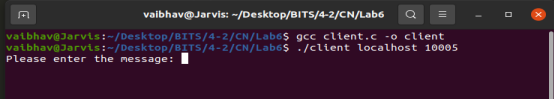 vaibhav@Jarvis: ~/Desktop/BITS/4-2/CN/Lab6
vaibhav@Jarvis:~/Desktop/BITS/4-2/CN/Lab6$ gcc client.c -o client
vaibhav@Jarvis:~/Desktop/BITS/4-2/CN/Lab6$ ./client localhost 10005
Please enter the message: